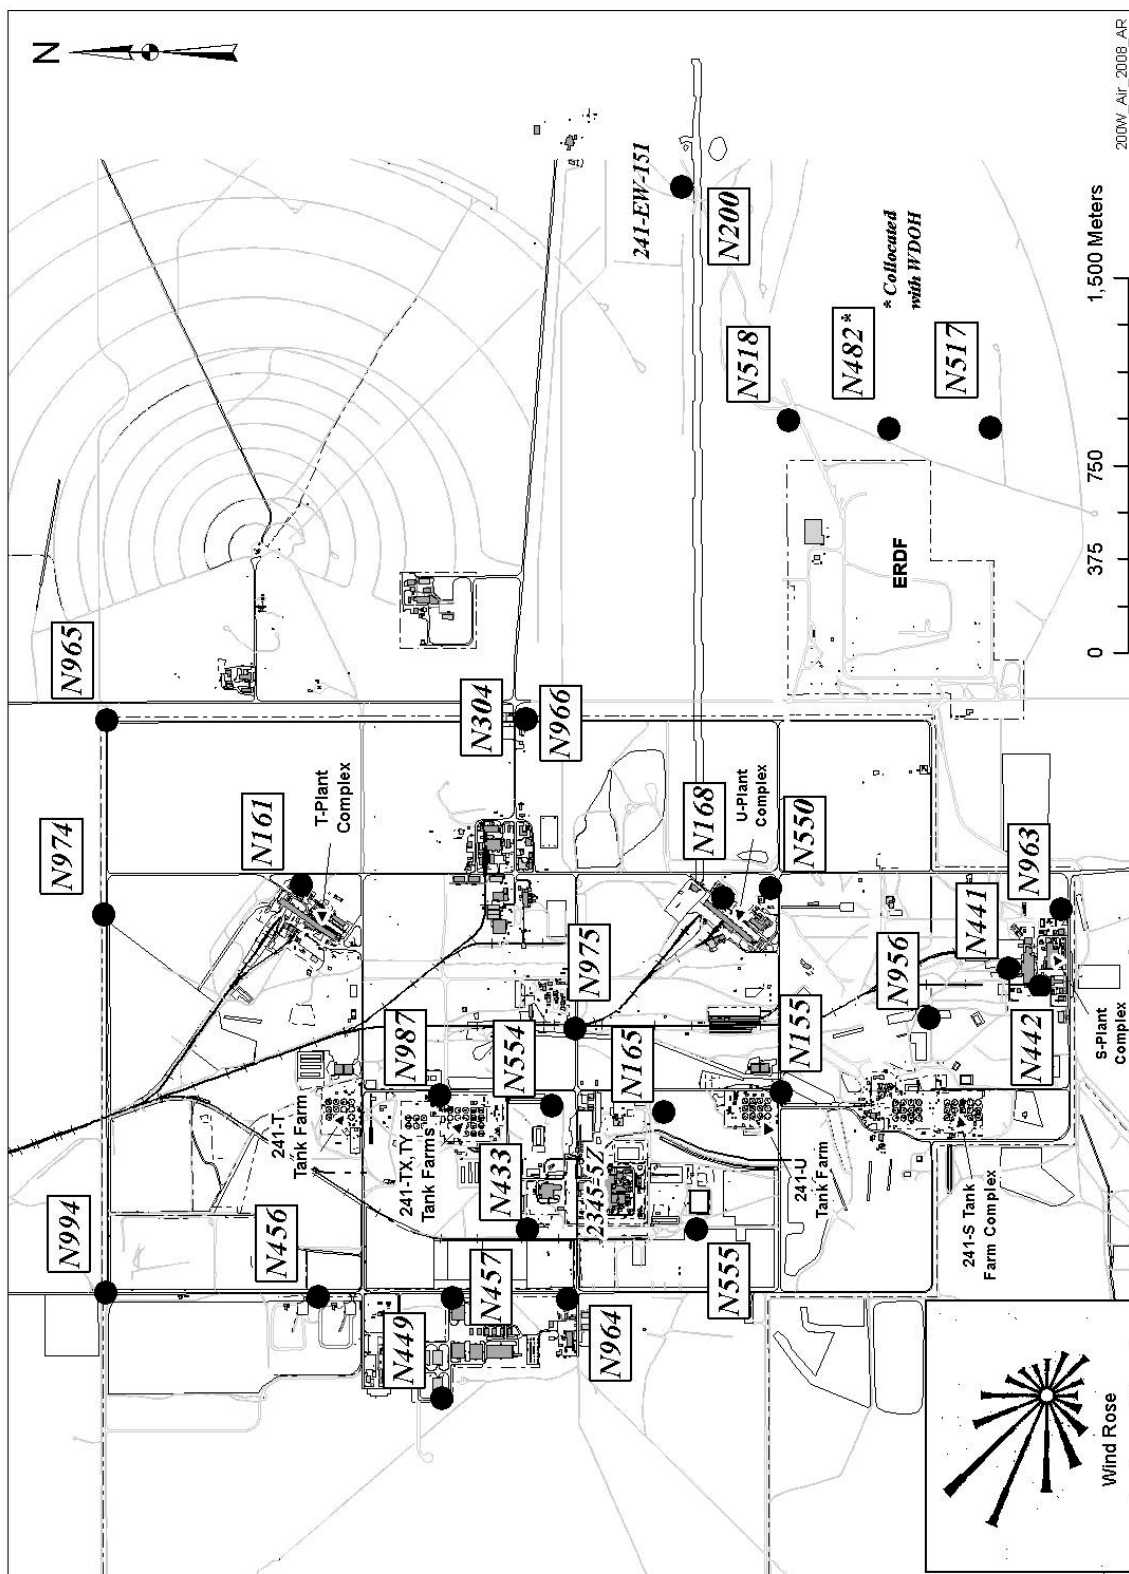 N
N965
N974
N994
N161
T-Plant
Complex
N304
N966
241-EW-151
N200
N518
N482*
* Collocated
with WDOH
N517
ERDF
N168
U-Plant
Complex
N550
N975
N987
N554
N165
N155
241-T
Tank Farm
241-TX,TY
Tank Farms
N433
2345-5Z
N456
N449
N457
N964
N555
241-U
Tank Farm
N956
N441
N963
N442
S-Plant
Complex
241-S Tank
Farm Complex
Wind Rose
0 375 750 1,500 Meters
200W_Air_2008_AR